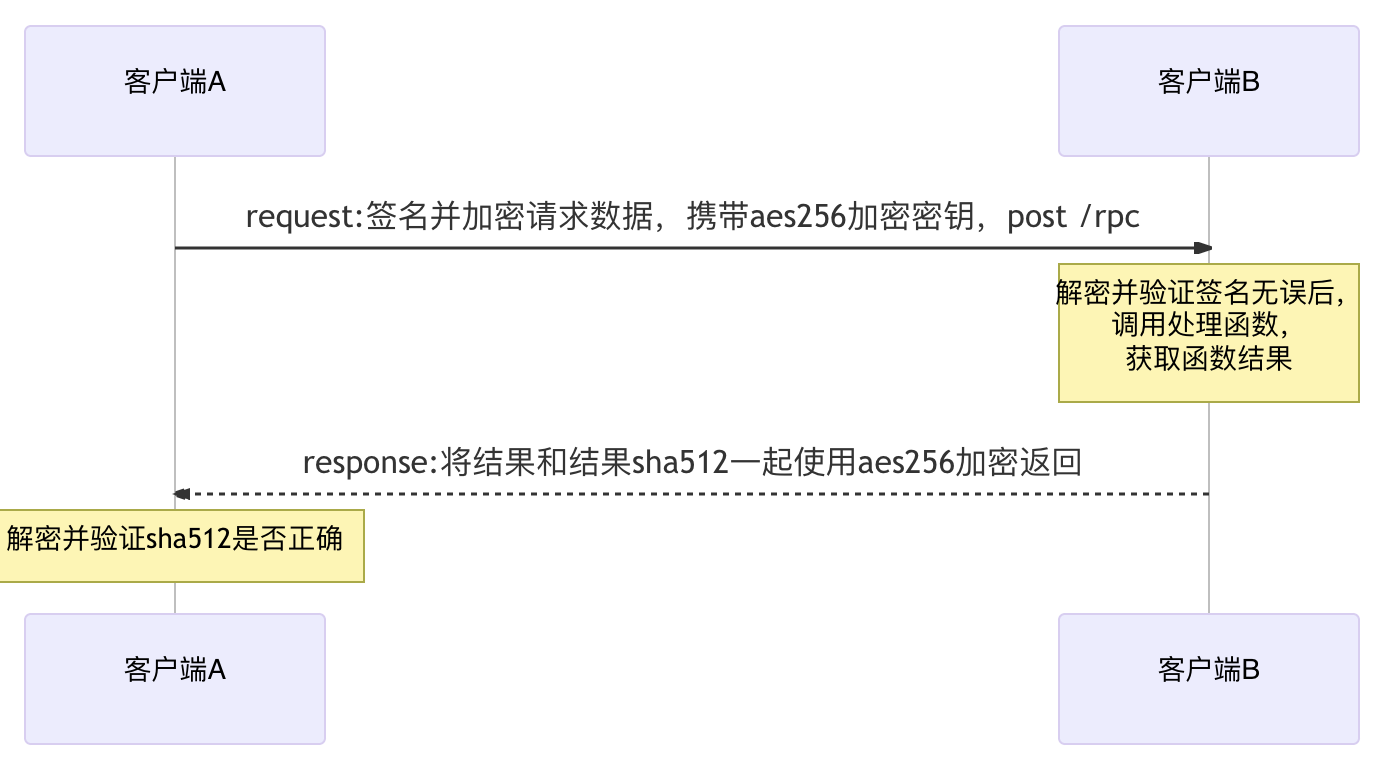 客户端A
客户端B
request:签名并加密请求数据，携带aes256加密密钥，post /rpc
解密并验证签名无误后，
调用处理函数，
获取函数结果
response:将结果和结果sha512一起使用aes256加密返回
解密并验证sha512是否正确
客户端A
客户端B